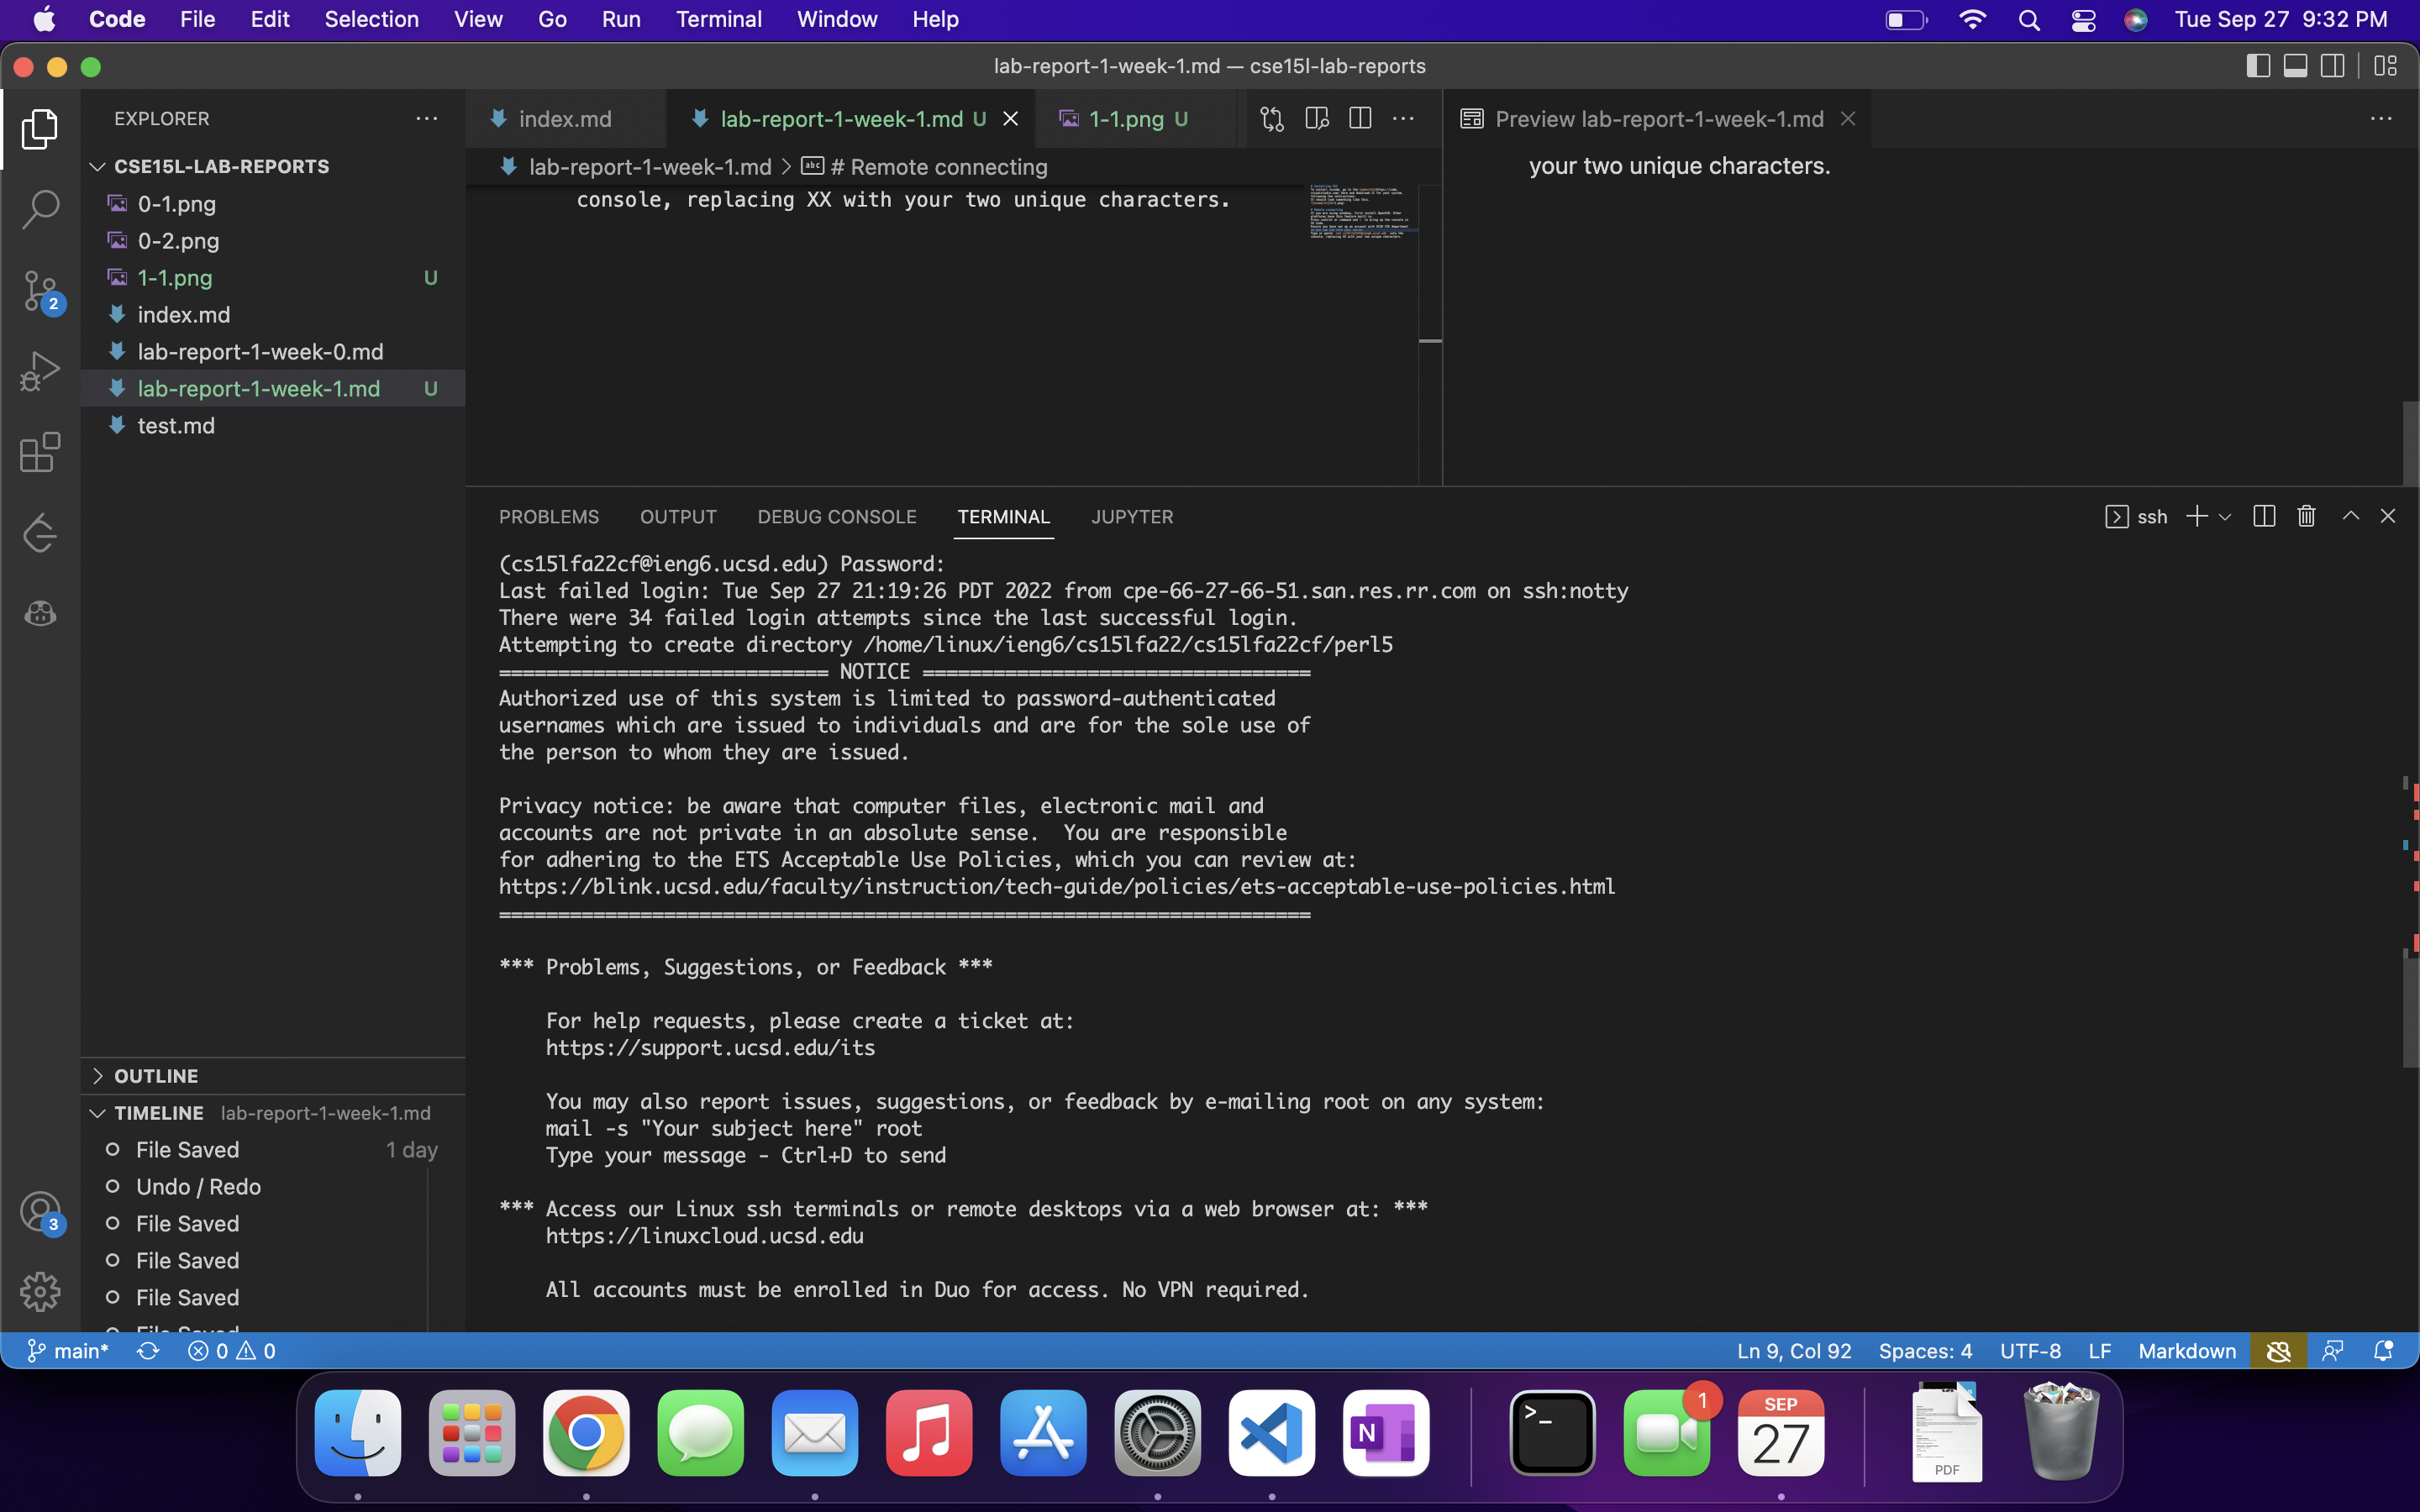 Code File Edit Selection View Go Run Terminal Window Help Tue Sep 27 9:32 PM
lab-report-1-week-1.md — cse15l-lab-reports
EXPLORER
CSE15L-LAB-REPORTS
0-1.png
0-2.png
1-1.png U
index.md
lab-report-1-week-0.md
lab-report-1-week-1.md U
test.md
2
3
OUTLINE
TIMELINE lab-report-1-week-1.md
File Saved 1 day
Undo / Redo
File Saved
File Saved
File Saved
File Saved
index.md lab-report-1-week-1.md U 1-1.png U
lab-report-1-week-1.md > abc # Remote connecting
console, replacing XX with your two unique characters.
Preview lab-report-1-week-1.md
your two unique characters.
PROBLEMS OUTPUT DEBUG CONSOLE TERMINAL JUPYTER ssh
(cs15lfa22cf@ieng6.ucsd.edu) Password:
Last failed login: Tue Sep 27 21:19:26 PDT 2022 from cpe-66-27-66-51.san.res.rr.com on ssh:notty
There were 34 failed login attempts since the last successful login.
Attempting to create directory /home/linux/ieng6/cs15lfa22/cs15lfa22cf/perl5
============================ NOTICE =================================
Authorized use of this system is limited to password-authenticated
usernames which are issued to individuals and are for the sole use of
the person to whom they are issued.
Privacy notice: be aware that computer files, electronic mail and
accounts are not private in an absolute sense.  You are responsible
for adhering to the ETS Acceptable Use Policies, which you can review at:
https://blink.ucsd.edu/faculty/instruction/tech-guide/policies/ets-acceptable-use-policies.html
=====================================================================
*** Problems, Suggestions, or Feedback ***
For help requests, please create a ticket at:
https://support.ucsd.edu/its
You may also report issues, suggestions, or feedback by e-mailing root on any system:
mail -s "Your subject here" root
Type your message - Ctrl+D to send
*** Access our Linux ssh terminals or remote desktops via a web browser at: ***
https://linuxcloud.ucsd.edu
All accounts must be enrolled in Duo for access. No VPN required.
main* 0 0 Ln 9, Col 92 Spaces: 4 UTF-8 LF Markdown
N >_ 1 SEP
27
PDF